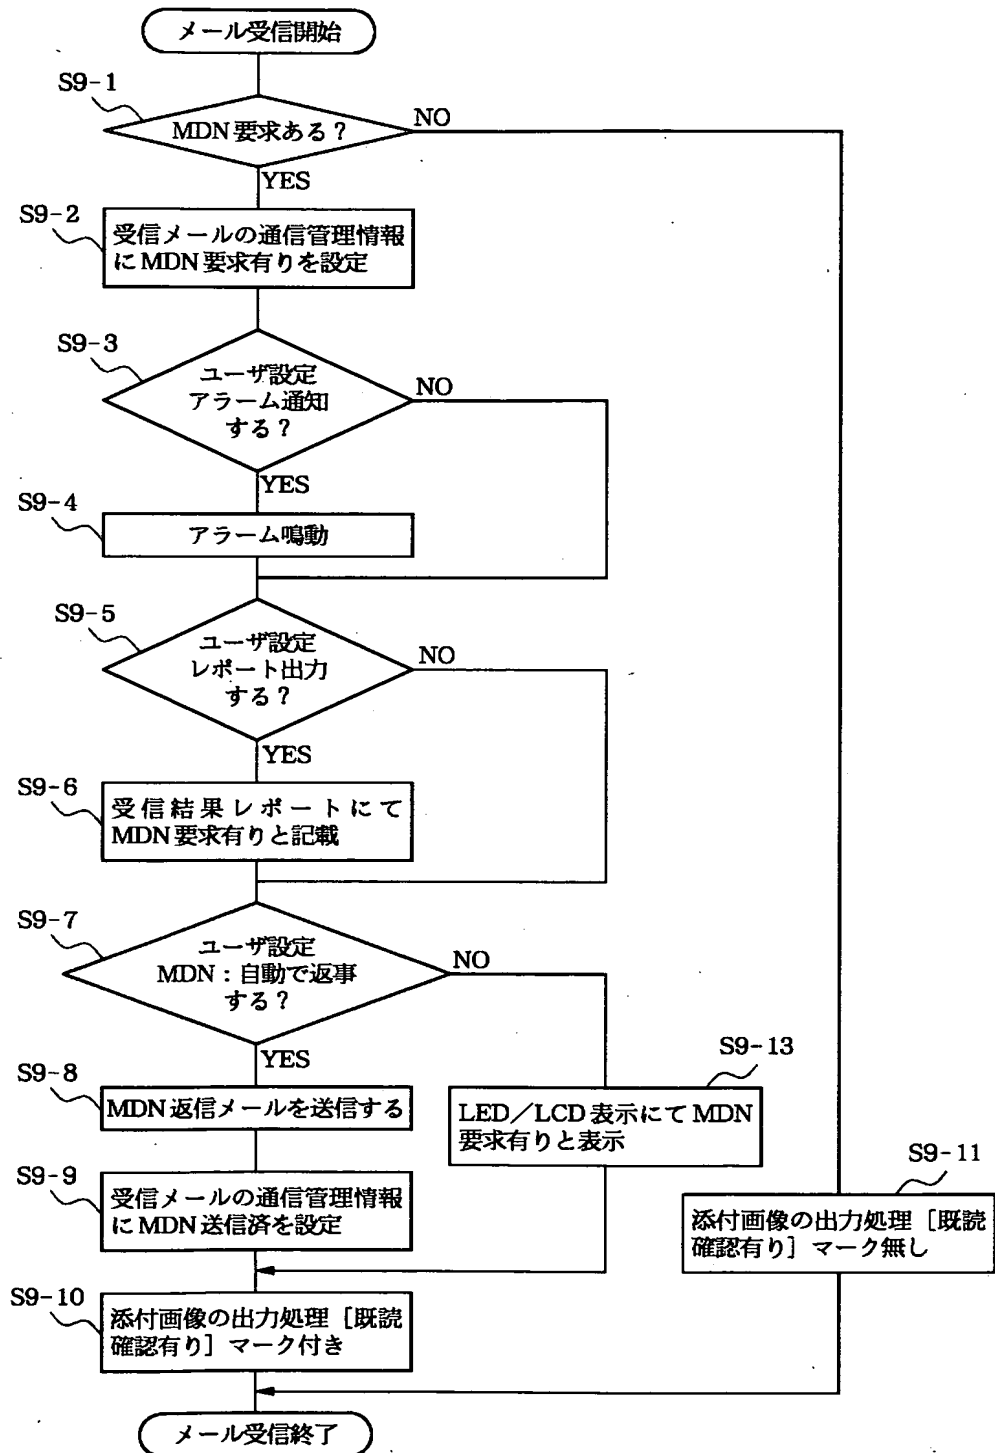 メール受信開始
S9-1
MDN要求ある?
NO
YES
S9-2
受信メールの通信管理情報
にMDN要求有りを設定
S9-3
ユーザ設定
アラーム通知
する?
NO
YES
S9-4
アラーム鳴動
S9-5
ユーザ設定
レポート出力
する?
NO
YES
S9-6
受信結果レポートにて
MDN要求有りと記載
S9-7
ユーザ設定
MDN:自動で返事
する?
NO
YES
S9-8
MDN返信メールを送信する
S9-13
LED/LCD表示にてMDN
要求有りと表示
S9-9
受信メールの通信管理情報
にMDN送信済を設定
S9-11
添付画像の出力処理[既読
確認有り]マーク無し
S9-10
添付画像の出力処理[既読
確認有り]マーク付き
メール受信終了